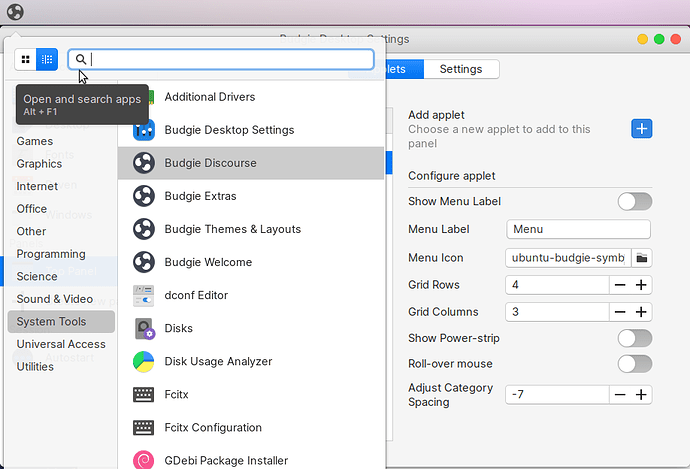 Settings
Applets
Settings
Open and search apps
Alt + F1
Games
Graphics
Internet
Office
Other
Programming
Science
Sound & Video
System Tools
Universal Access
Utilities
Additional Drivers
Budgie Desktop Settings
Budgie Discourse
Budgie Extras
Budgie Themes & Layouts
Budgie Welcome
dconf Editor
Disks
Disk Usage Analyzer
Fcitx
Fcitx Configuration
GDebi Package Installer
Add applet
Choose a new applet to add to this
panel
Configure applet
Show Menu Label
Menu Label
Menu
Menu Icon
ubuntu-budgie-symb
Grid Rows
4
Grid Columns
3
Show Power-strip
Roll-over mouse
Adjust Category
Spacing
-7